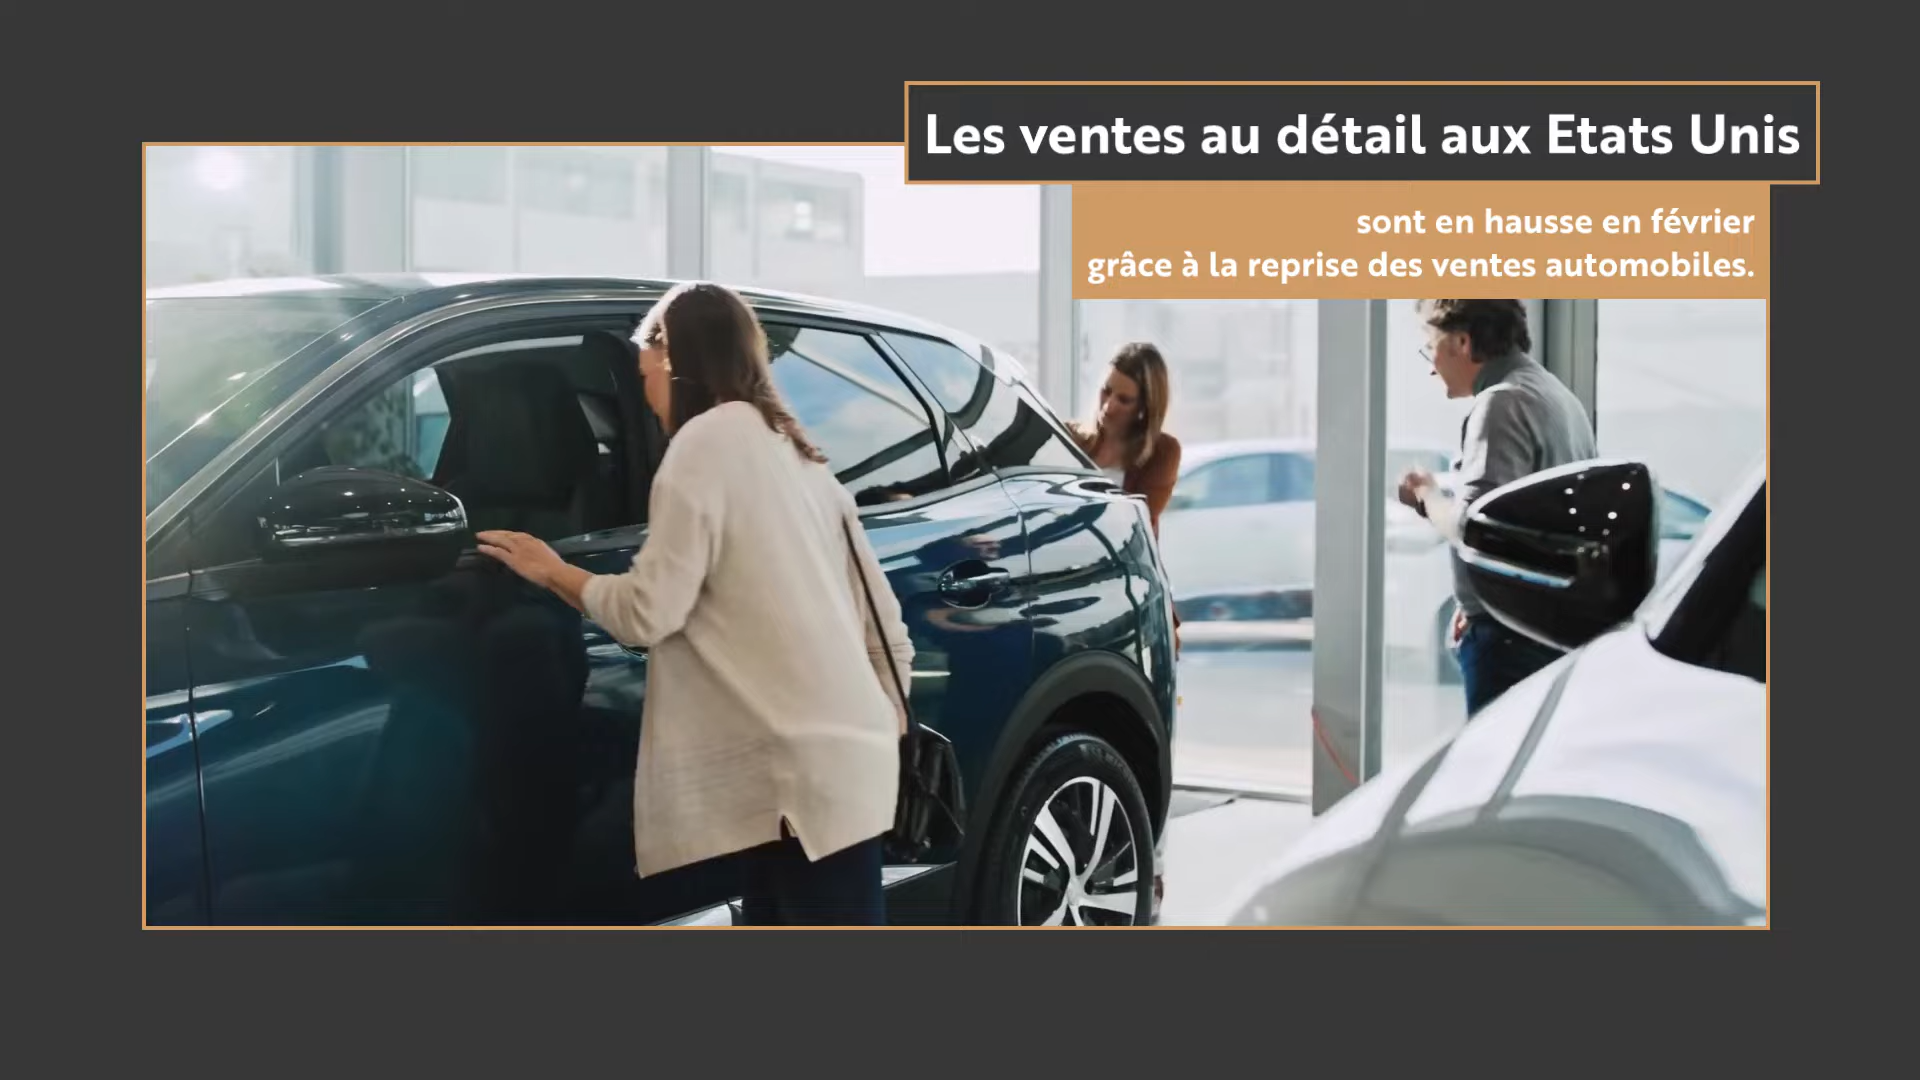 Les ventes au détail aux Etats Unis
sont en hausse en février
grâce à la reprise des ventes automobiles.